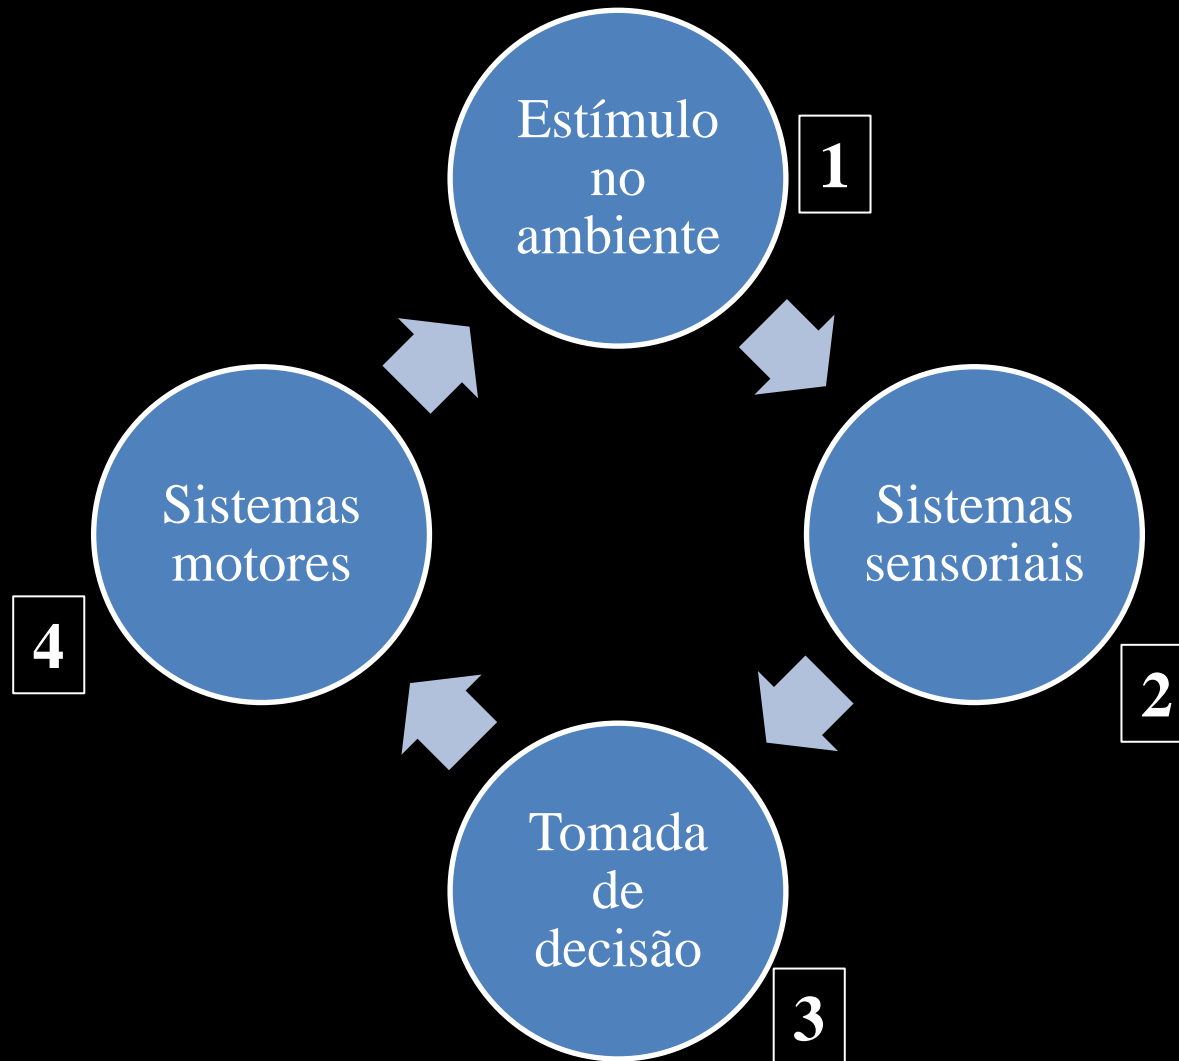 Estímulo
no
ambiente
1
Sistemas
sensoriais
2
Tomada
de
decisão
3
Sistemas
motores
4